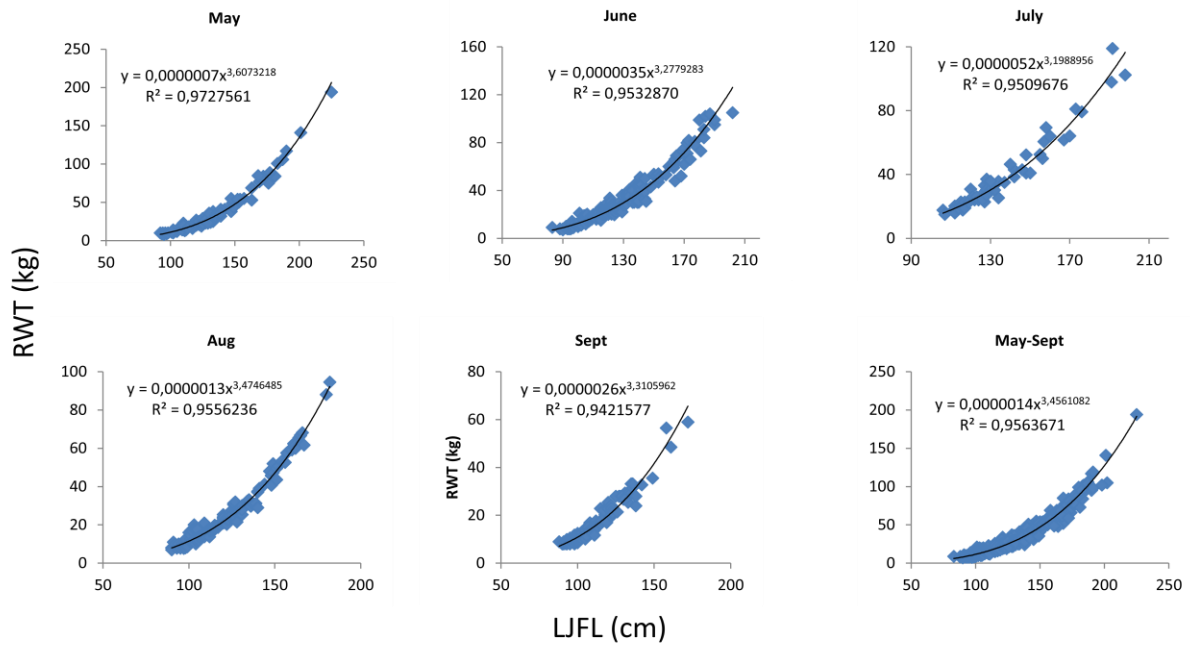 May
250
200
150
100
50
0
50 100 150 200 250
y = 0,0000007x^3,6073218
R² = 0,9727561
June
160
120
80
40
0
50 90 130 170 210
y = 0,0000035x^3,2779283
R² = 0,9532870
July
120
80
40
0
90 130 170 210
y = 0,0000052x^3,1988956
R² = 0,9509676
RWT (kg)
Aug
100
80
60
40
20
0
50 100 150 200
y = 0,0000013x^3,4746485
R² = 0,9556236
Sept
RWT (kg)
80
60
40
20
0
50 100 150 200
y = 0,0000026x^3,3105962
R² = 0,9421577
May-Sept
250
200
150
100
50
0
50 100 150 200 250
y = 0,0000014x^3,4561082
R² = 0,9563671
LJFL (cm)